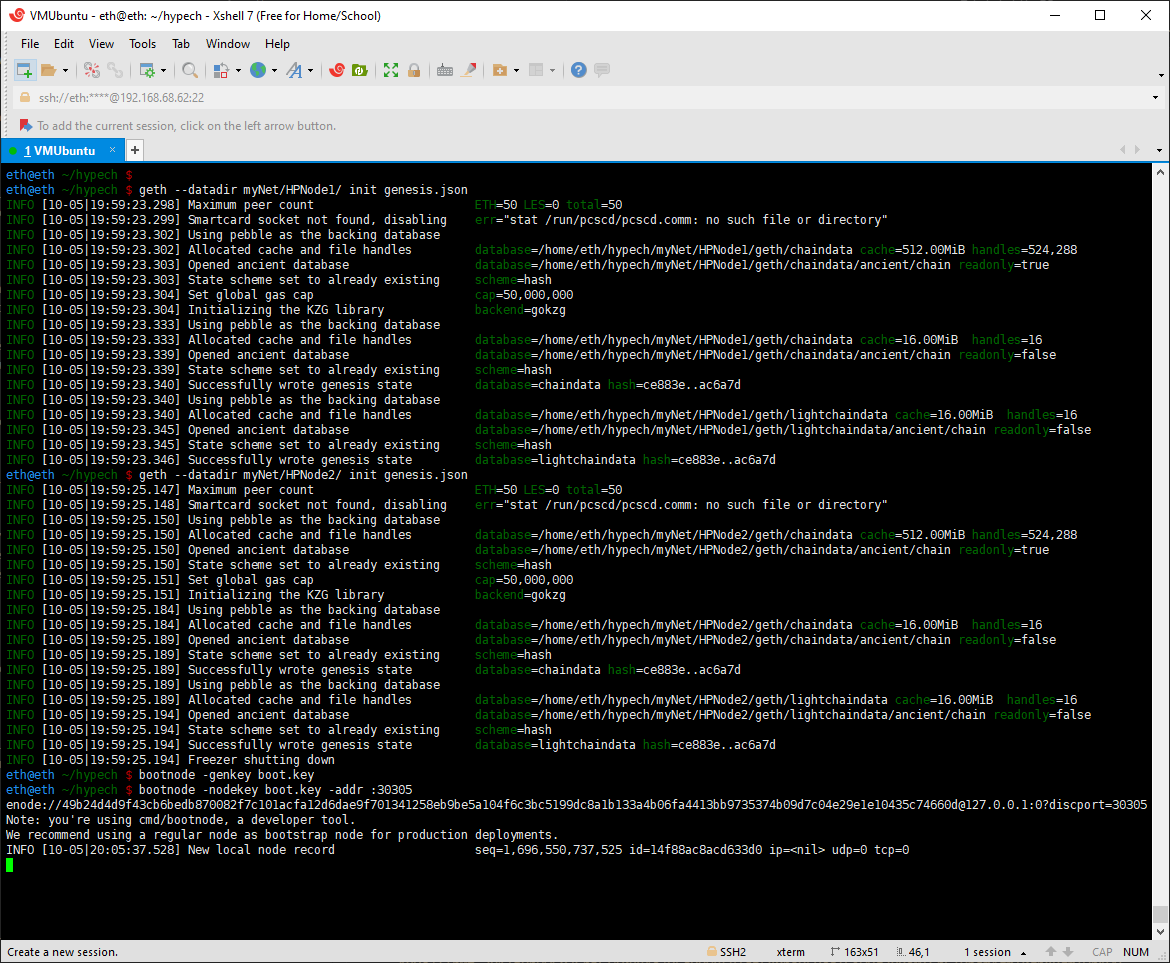 VMUbuntu - eth@eth: ~/hypech - Xshell 7 (Free for Home/School)
File Edit View Tools Tab Window Help
ssh://eth:****@192.168.68.62:22
To add the current session, click on the left arrow button.
1 VMUbuntu × +
eth@eth ~/hypech $
eth@eth ~/hypech $ geth --datadir myNet/HPNode1/ init genesis.json
INFO [10-05|19:59:23.298] Maximum peer count ETH=50 LES=0 total=50
INFO [10-05|19:59:23.299] Smartcard socket not found, disabling err="stat /run/pcscd/pcscd.comm: no such file or directory"
INFO [10-05|19:59:23.302] Using pebble as the backing database
INFO [10-05|19:59:23.302] Allocated cache and file handles database=/home/eth/hypech/myNet/HPNode1/geth/chaindata cache=512.00MiB handles=524,288
INFO [10-05|19:59:23.303] Opened ancient database database=/home/eth/hypech/myNet/HPNode1/geth/chaindata/ancient/chain readonly=true
INFO [10-05|19:59:23.303] State scheme set to already existing scheme=hash
INFO [10-05|19:59:23.304] Set global gas cap cap=50,000,000
INFO [10-05|19:59:23.304] Initializing the KZG library backend=gokzg
INFO [10-05|19:59:23.333] Using pebble as the backing database
INFO [10-05|19:59:23.333] Allocated cache and file handles database=/home/eth/hypech/myNet/HPNode1/geth/chaindata cache=16.00MiB handles=16
INFO [10-05|19:59:23.339] Opened ancient database database=/home/eth/hypech/myNet/HPNode1/geth/chaindata/ancient/chain readonly=false
INFO [10-05|19:59:23.339] State scheme set to already existing scheme=hash
INFO [10-05|19:59:23.340] Successfully wrote genesis state database=chaindata hash=ce883e..ac6a7d
INFO [10-05|19:59:23.340] Using pebble as the backing database
INFO [10-05|19:59:23.340] Allocated cache and file handles database=/home/eth/hypech/myNet/HPNode1/geth/lightchaindata cache=16.00MiB handles=16
INFO [10-05|19:59:23.345] Opened ancient database database=/home/eth/hypech/myNet/HPNode1/geth/lightchaindata/ancient/chain readonly=false
INFO [10-05|19:59:23.345] State scheme set to already existing scheme=hash
INFO [10-05|19:59:23.346] Successfully wrote genesis state database=lightchaindata hash=ce883e..ac6a7d
eth@eth ~/hypech $ geth --datadir myNet/HPNode2/ init genesis.json
INFO [10-05|19:59:25.147] Maximum peer count ETH=50 LES=0 total=50
INFO [10-05|19:59:25.148] Smartcard socket not found, disabling err="stat /run/pcscd/pcscd.comm: no such file or directory"
INFO [10-05|19:59:25.150] Using pebble as the backing database
INFO [10-05|19:59:25.150] Allocated cache and file handles database=/home/eth/hypech/myNet/HPNode2/geth/chaindata cache=512.00MiB handles=524,288
INFO [10-05|19:59:25.150] Opened ancient database database=/home/eth/hypech/myNet/HPNode2/geth/chaindata/ancient/chain readonly=true
INFO [10-05|19:59:25.150] State scheme set to already existing scheme=hash
INFO [10-05|19:59:25.151] Set global gas cap cap=50,000,000
INFO [10-05|19:59:25.151] Initializing the KZG library backend=gokzg
INFO [10-05|19:59:25.184] Using pebble as the backing database
INFO [10-05|19:59:25.184] Allocated cache and file handles database=/home/eth/hypech/myNet/HPNode2/geth/chaindata cache=16.00MiB handles=16
INFO [10-05|19:59:25.189] Opened ancient database database=/home/eth/hypech/myNet/HPNode2/geth/chaindata/ancient/chain readonly=false
INFO [10-05|19:59:25.189] State scheme set to already existing scheme=hash
INFO [10-05|19:59:25.189] Successfully wrote genesis state database=chaindata hash=ce883e..ac6a7d
INFO [10-05|19:59:25.189] Using pebble as the backing database
INFO [10-05|19:59:25.189] Allocated cache and file handles database=/home/eth/hypech/myNet/HPNode2/geth/lightchaindata cache=16.00MiB handles=16
INFO [10-05|19:59:25.194] Opened ancient database database=/home/eth/hypech/myNet/HPNode2/geth/lightchaindata/ancient/chain readonly=false
INFO [10-05|19:59:25.194] State scheme set to already existing scheme=hash
INFO [10-05|19:59:25.194] Successfully wrote genesis state database=lightchaindata hash=ce883e..ac6a7d
INFO [10-05|19:59:25.194] Freezer shutting down
eth@eth ~/hypech $ bootnode -genkey boot.key
eth@eth ~/hypech $ bootnode -nodekey boot.key -addr :30305
enode://49b24d4d9f43cb6bedb870082f7c101acfa12d6dae9f701341258eb9be5a104f6c3bc5199dc8a1b133a4b06fa4413bb9735374b09d7c04e29e1e10435c74660d@127.0.0.1:0?discport=30305
Note: you're using cmd/bootnode, a developer tool.
We recommend using a regular node as bootstrap node for production deployments.
INFO [10-05|20:05:37.528] New local node record seq=1,696,550,737,525 id=14f88ac8acd633d0 ip=<nil> udp=0 tcp=0
Create a new session. SSH2 xterm 163x51 46,1 1 session CAP NUM